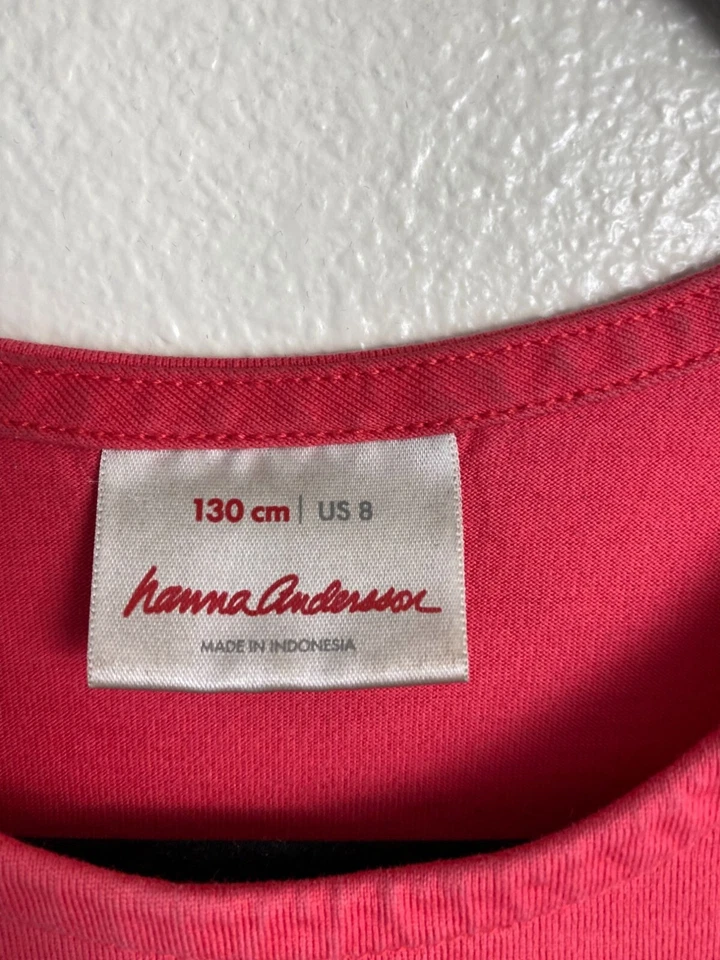 130 cm | US 8
hanna Andersson
MADE IN INDONESIA